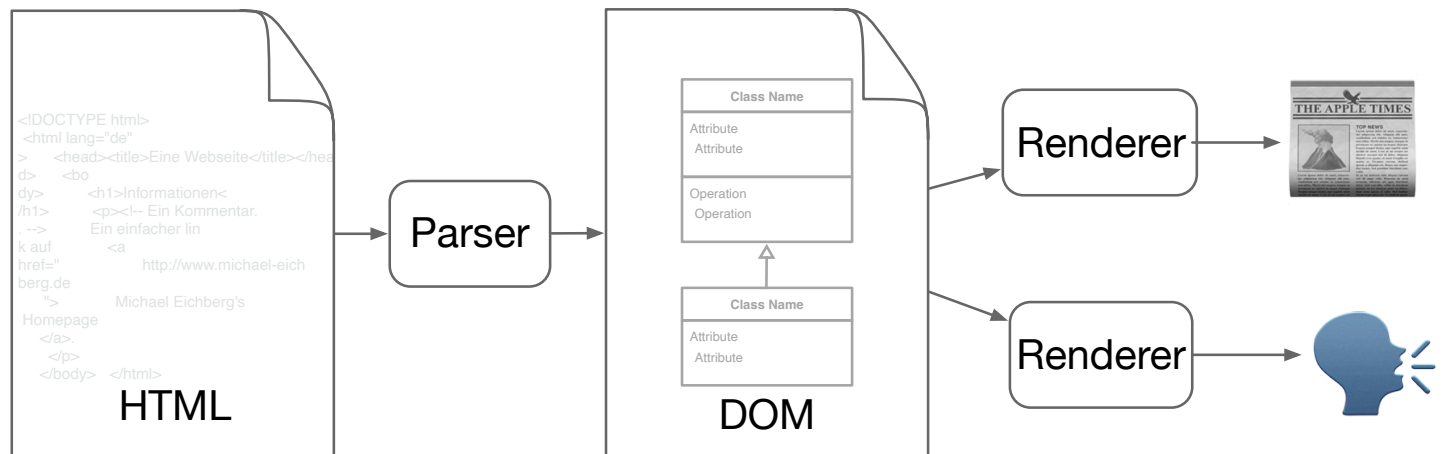 <!DOCTYPE html>
<html lang="de"
> <head><title>Eine Webseite</title></hea
d> <bo
dy> <h1>Informationen<
/h1> <p><!-- Ein Kommentar.
. --> Ein einfacher lin
k auf <a
href=" http://www.michael-eich
berg.de
"> Michael Eichberg's
Homepage
</a>.
</p>
</body> </html>
HTML
Parser
Class Name
Attribute
Attribute
Operation
Operation
Class Name
Attribute
Attribute
DOM
Renderer
THE APPLE TIMES
TOP NEWS
Renderer